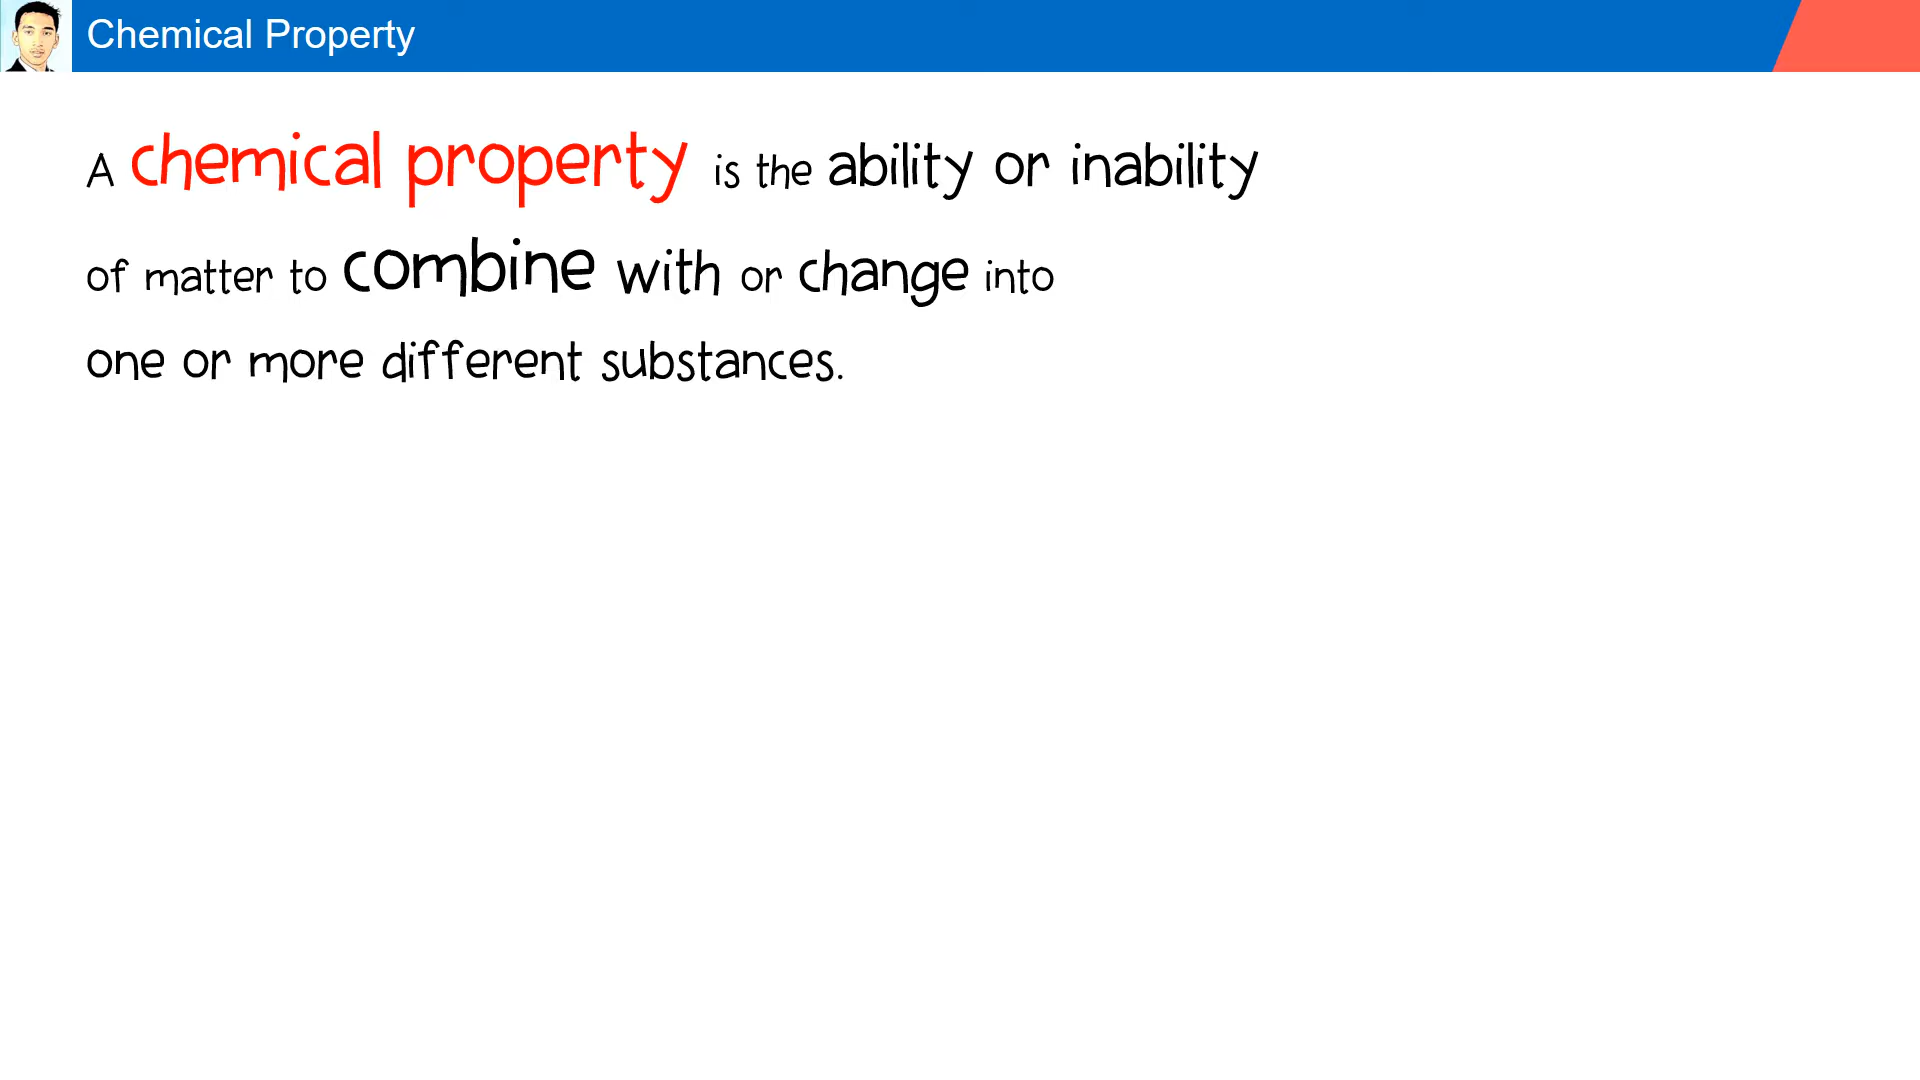 Chemical Property
A chemical property is the ability or inability
of matter to combine with or change into
one or more different substances.